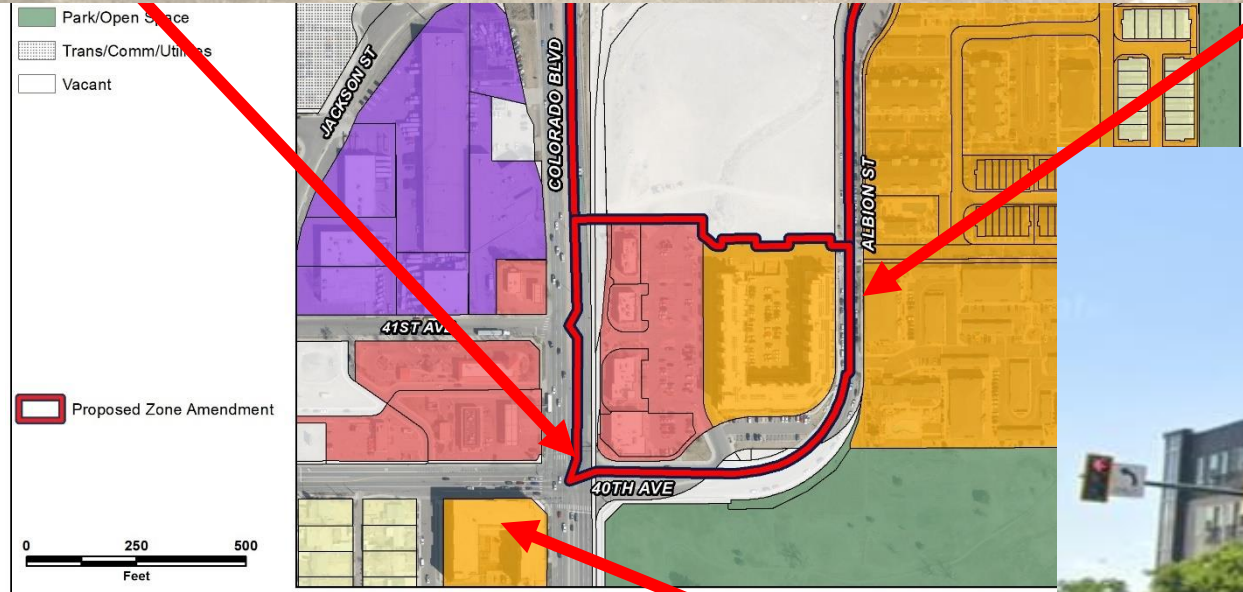 Park/Open Space
Trans/Comm/Utilities
Vacant
JACKSON ST
COLORADO BLVD
ALBION ST
41ST AVE
Proposed Zone Amendment
40TH AVE
0 250 500
Feet